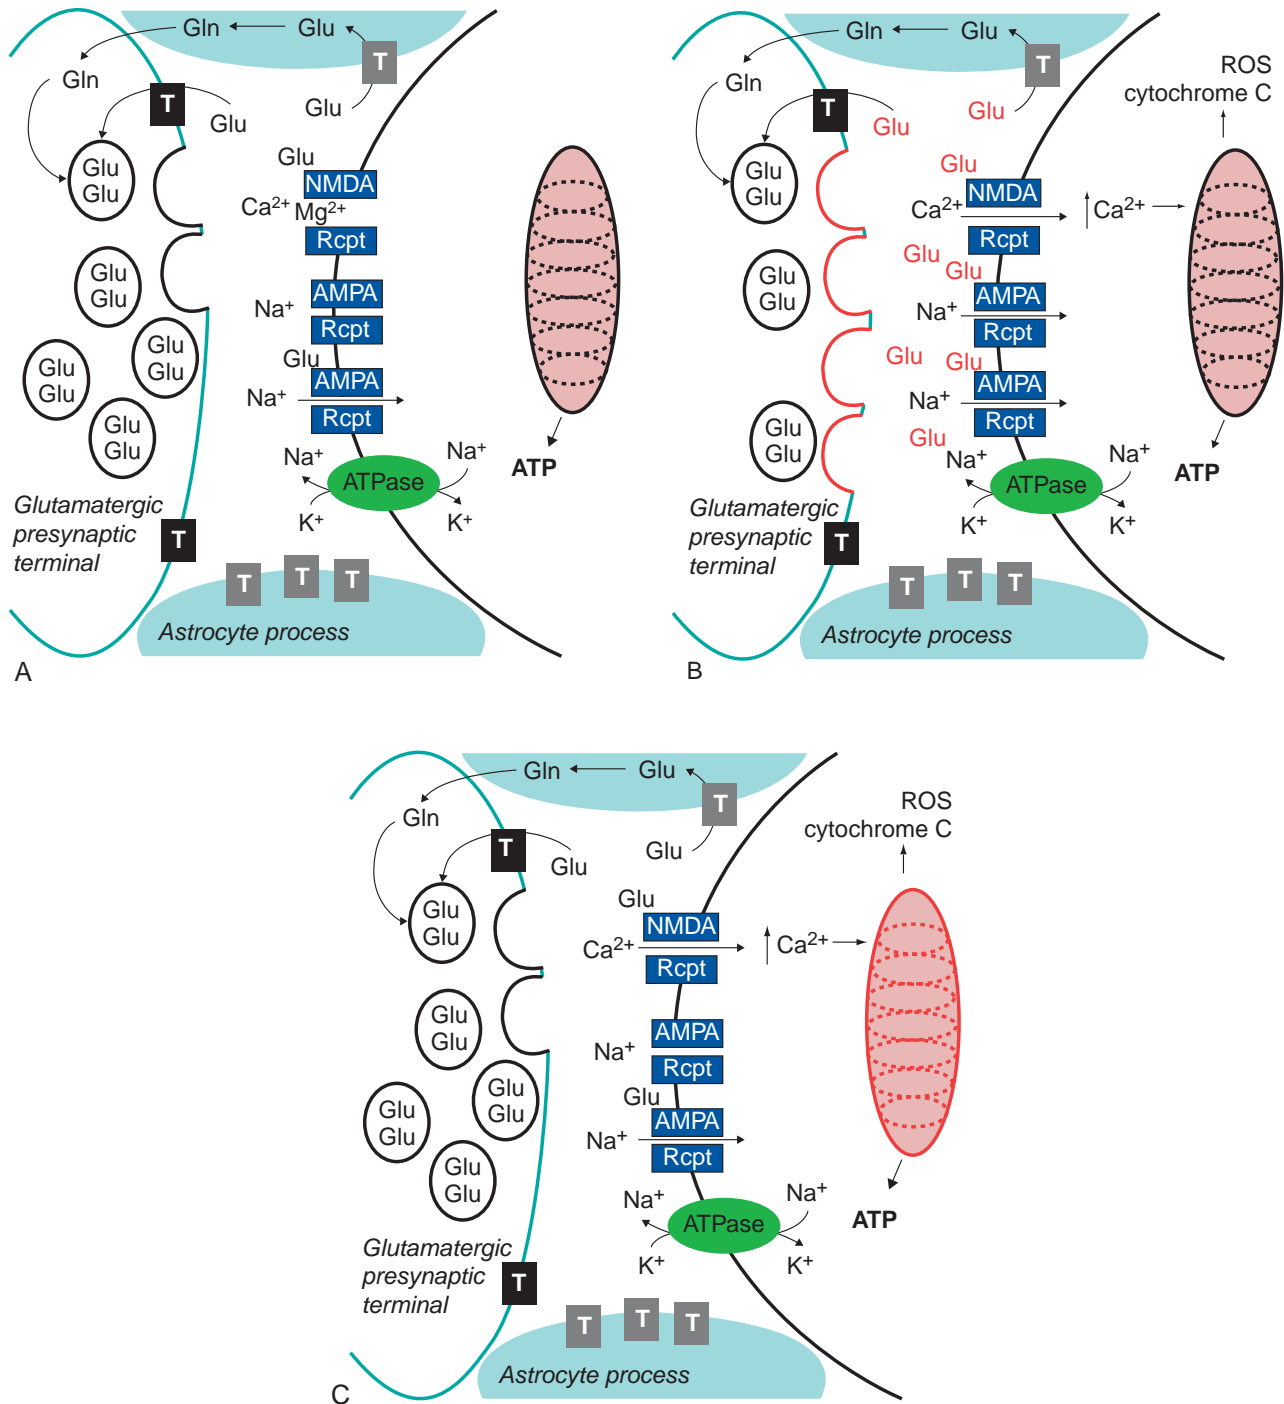 Gln
Glu
T
Gln
T
Glu
Glu
Glu
Glu
Glu
NMDA
Ca2+
Mg2+
Rcpt
Glu
Glu
AMPA
Na+
Rcpt
Glu
Glu
Glu
Glu
Glu
AMPA
Na+
Rcpt
Glu
Glu
Na+
Na+
ATPase
ATP
K+
K+
Glutamatergic
presynaptic
terminal
T
T
T
T
Astrocyte process
A
Gln
Glu
T
ROS
cytochrome C
Gln
T
Glu
Glu
Glu
Glu
Glu
NMDA
Ca2+
Ca2+
Rcpt
Glu
Glu
Glu
Glu
AMPA
Na+
Rcpt
Glu
Glu
AMPA
Na+
Rcpt
Glu
Glu
Glu
Na+
Na+
ATPase
ATP
K+
K+
Glutamatergic
presynaptic
terminal
T
T
T
T
Astrocyte process
B
Gln
Glu
T
ROS
cytochrome C
Gln
T
Glu
Glu
Glu
Glu
Glu
NMDA
Ca2+
Ca2+
Rcpt
Glu
Glu
AMPA
Na+
Rcpt
Glu
Glu
Glu
Glu
Glu
AMPA
Na+
Rcpt
Glu
Glu
Na+
Na+
ATPase
ATP
K+
K+
Glutamatergic
presynaptic
terminal
T
T
T
T
Astrocyte process
C